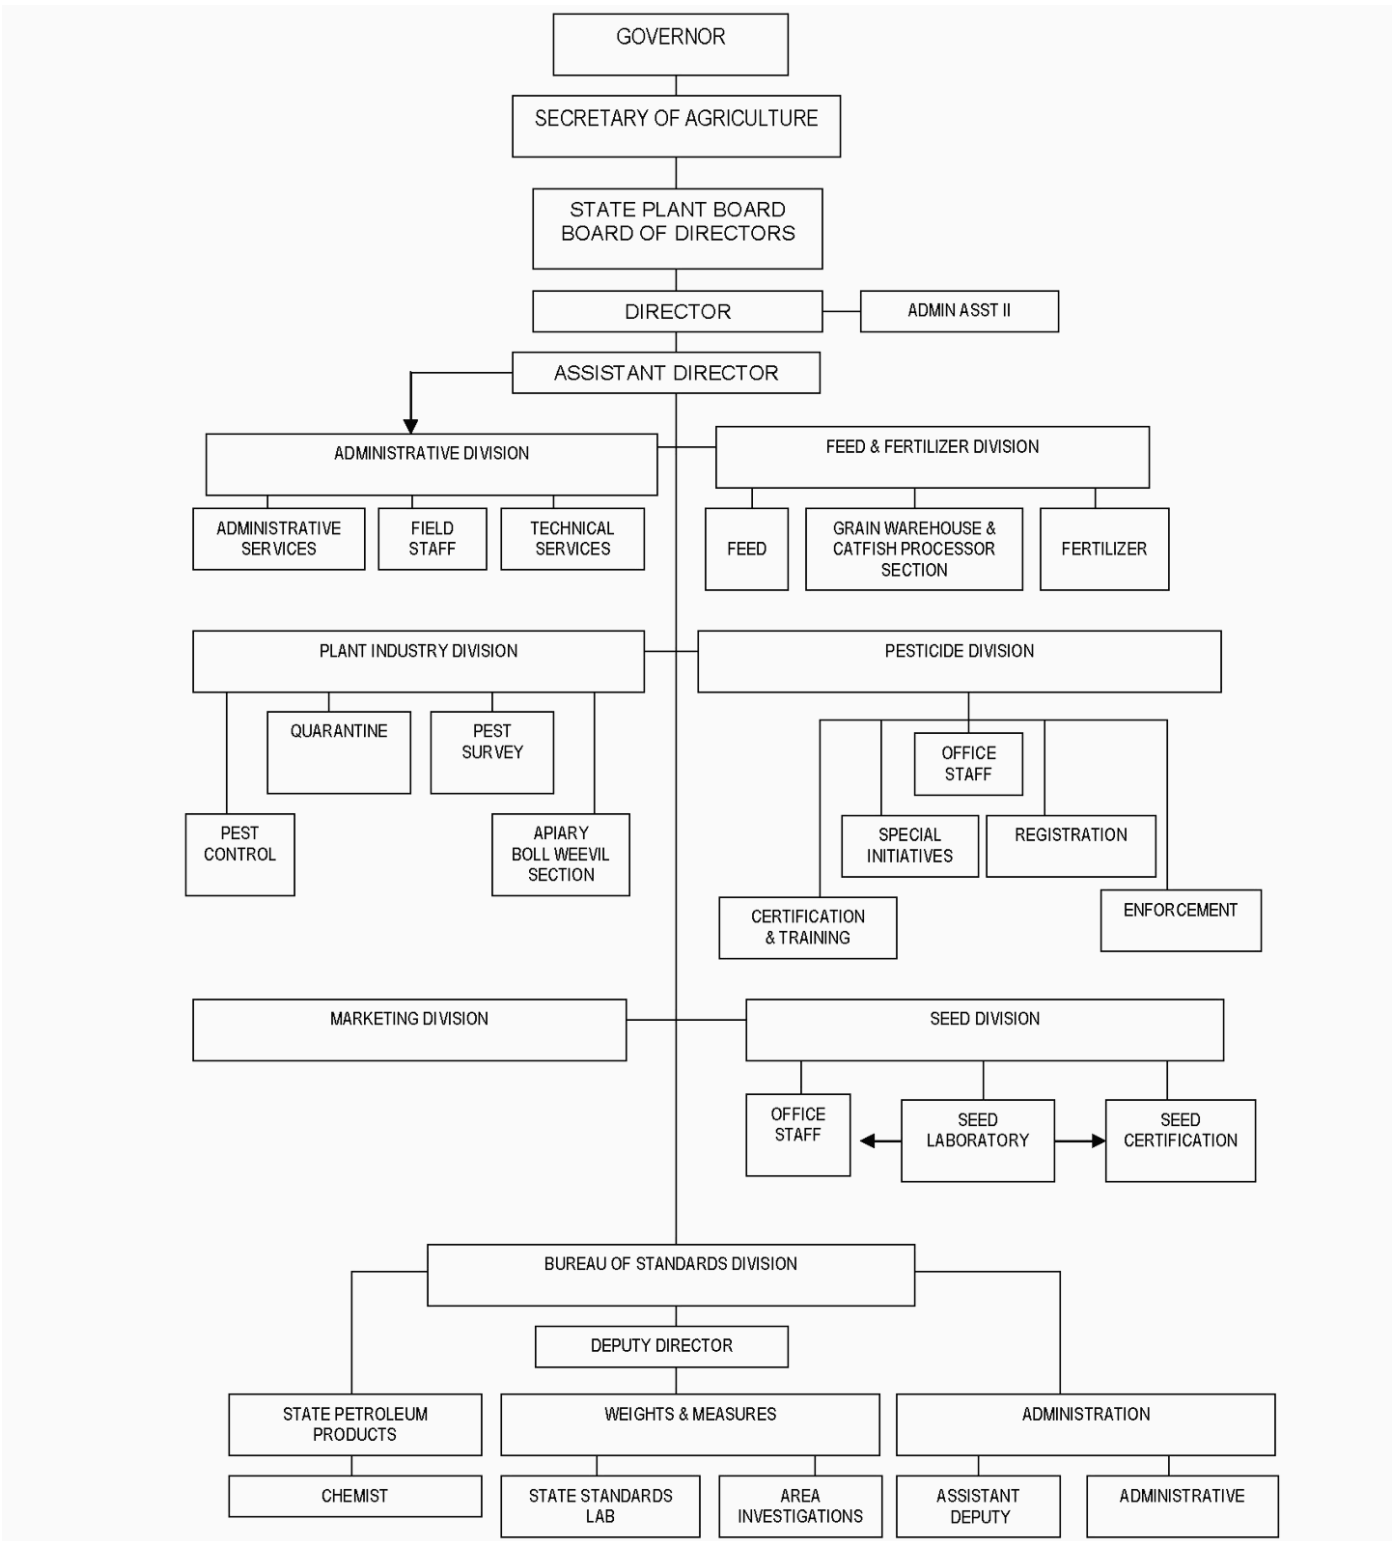 GOVERNOR
SECRETARY OF AGRICULTURE
STATE PLANT BOARD
BOARD OF DIRECTORS
DIRECTOR
ADMIN ASST II
ASSISTANT DIRECTOR
ADMINISTRATIVE DIVISION
FEED & FERTILIZER DIVISION
ADMINISTRATIVE
SERVICES
FIELD
STAFF
TECHNICAL
SERVICES
FEED
GRAIN WAREHOUSE &
CATFISH PROCESSOR
SECTION
FERTILIZER
PLANT INDUSTRY DIVISION
PESTICIDE DIVISION
QUARANTINE
PEST
SURVEY
PEST
CONTROL
APIARY
BOLL WEEVIL
SECTION
OFFICE
STAFF
SPECIAL
INITIATIVES
REGISTRATION
CERTIFICATION
& TRAINING
ENFORCEMENT
MARKETING DIVISION
SEED DIVISION
OFFICE
STAFF
SEED
LABORATORY
SEED
CERTIFICATION
BUREAU OF STANDARDS DIVISION
DEPUTY DIRECTOR
STATE PETROLEUM
PRODUCTS
WEIGHTS & MEASURES
ADMINISTRATION
CHEMIST
STATE STANDARDS
LAB
AREA
INVESTIGATIONS
ASSISTANT
DEPUTY
ADMINISTRATIVE